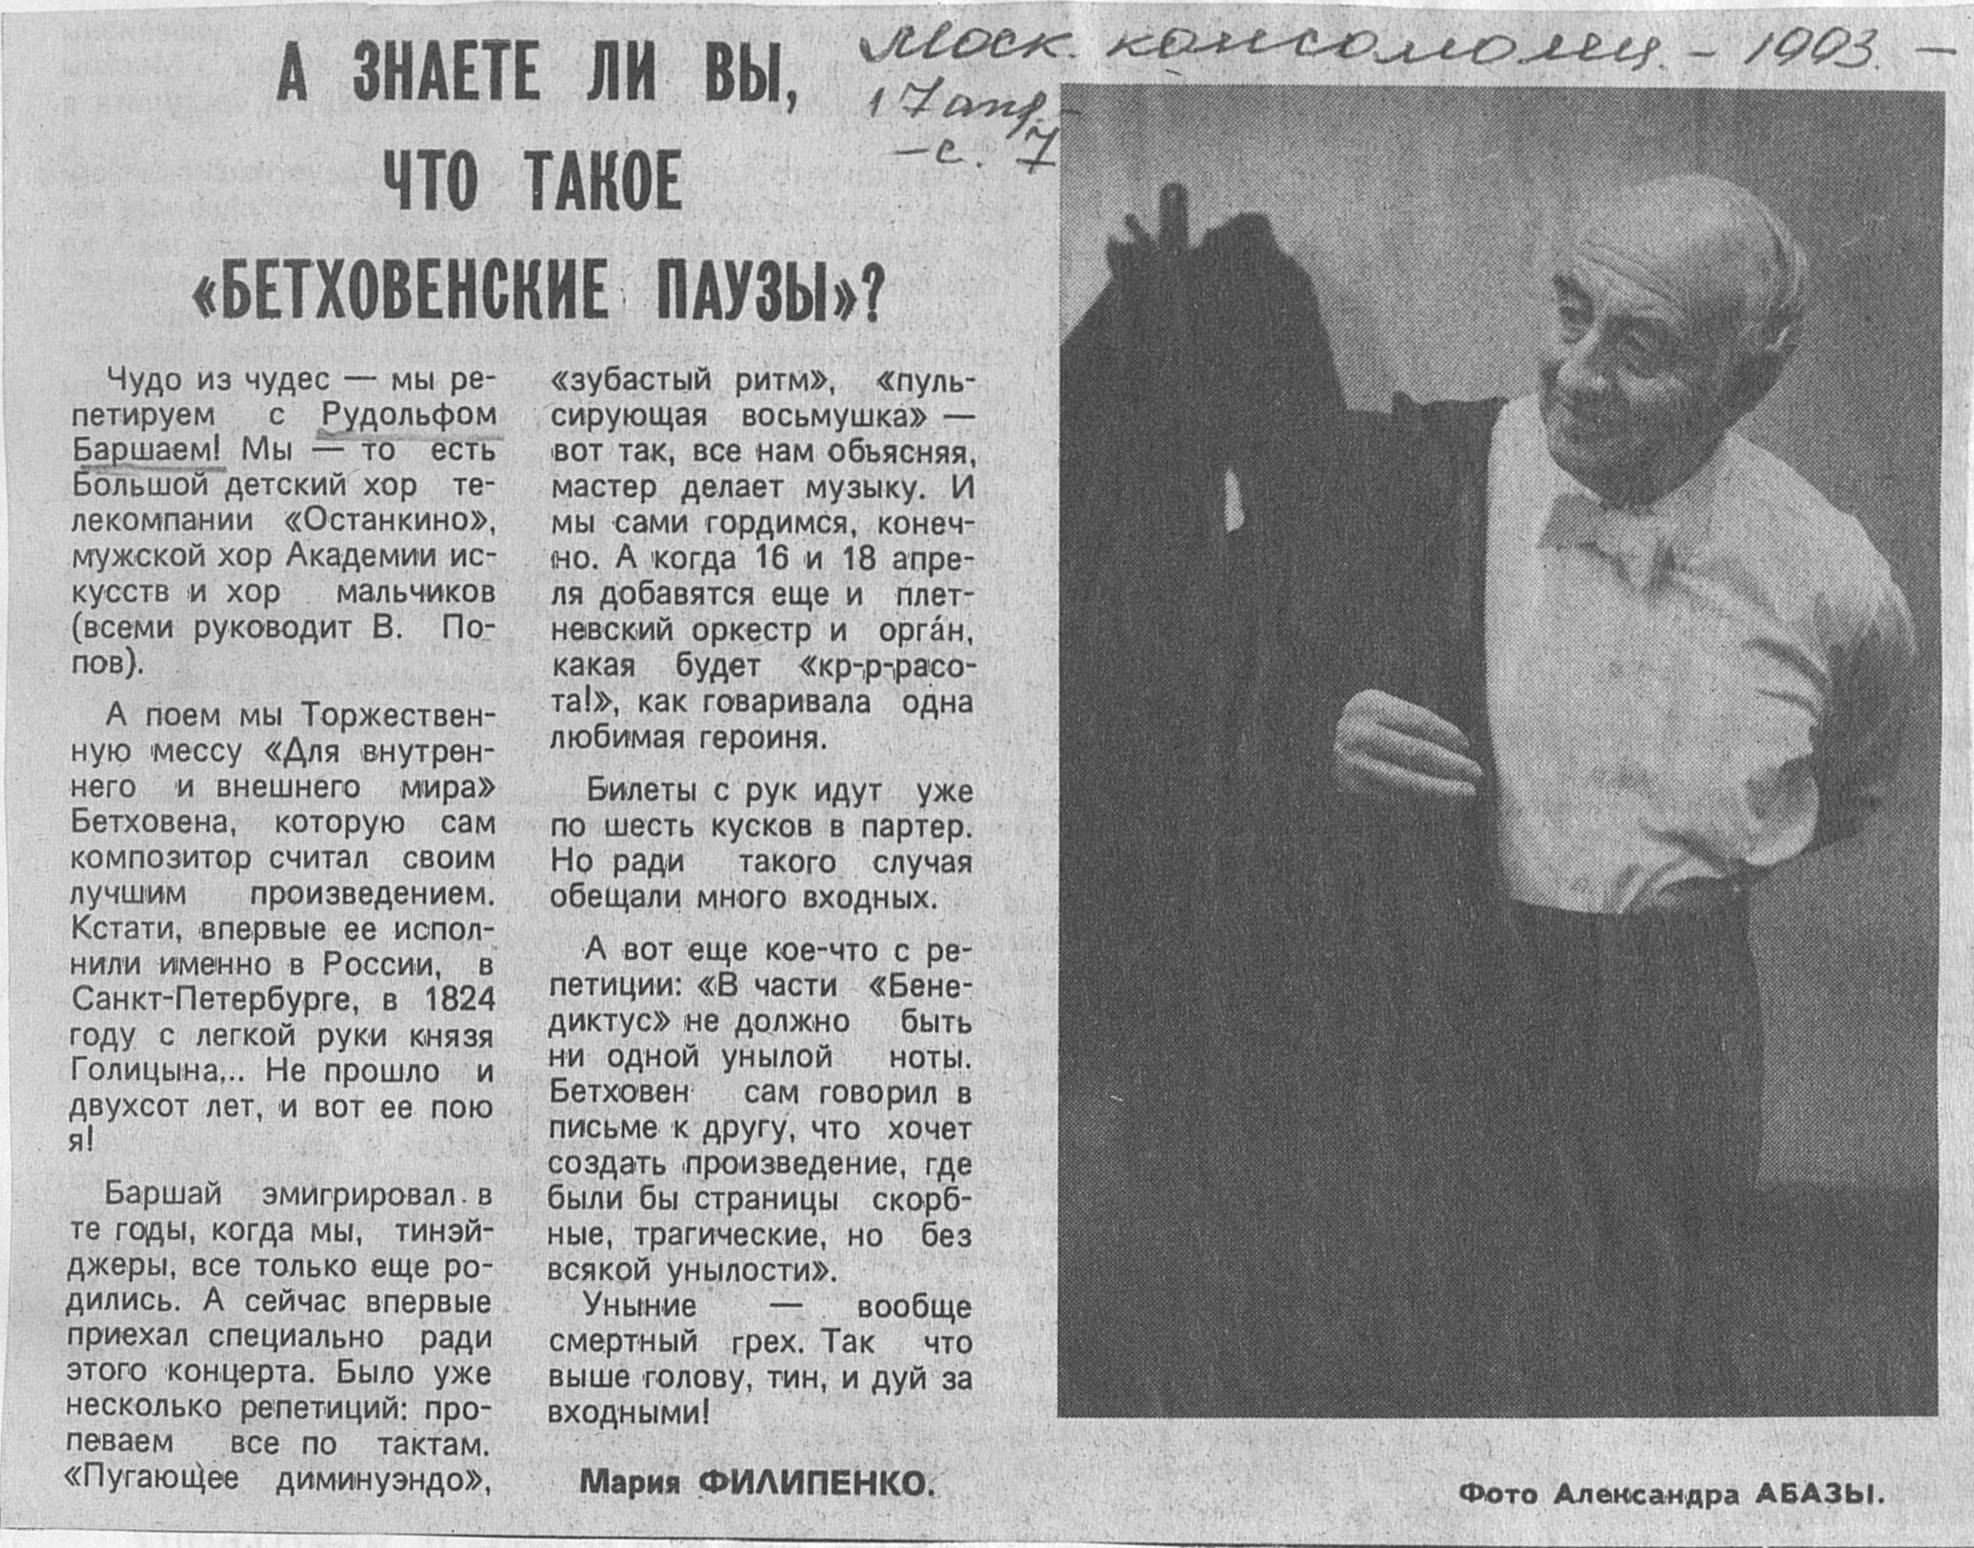 А ЗНАЕТЕ ЛИ ВЫ,
ЧТО ТАКОЕ
«БЕТХОВЕНСКИЕ ПАУЗЫ»?
Моск. комсомолец. – 1993. –
17 апр. –
– с. 7
Чудо из чудес — мы ре-
петируем с Рудольфом
Баршаем! Мы — то есть
Большой детский хор те-
лекомпании «Останкино»,
мужской хор Академии ис-
кусств и хор мальчиков
(всеми руководит В. По-
пов).
А поем мы Торжествен-
ную мессу «Для внутрен-
него и внешнего мира»
Бетховена, которую сам
композитор считал своим
лучшим произведением.
Кстати, впервые ее испол-
нили именно в России, в
Санкт-Петербурге, в 1824
году с легкой руки князя
Голицына... Не прошло и
двухсот лет, и вот ее пою
я!
Баршай эмигрировал в
те годы, когда мы, тинэй-
джеры, все только еще ро-
дились. А сейчас впервые
приехал специально ради
этого концерта. Было уже
несколько репетиций: про-
певаем все по тактам.
«Пугающее диминуэндо»,
«зубастый ритм», «пуль-
сирующая восьмушка» —
вот так, все нам объясняя,
мастер делает музыку. И
мы сами гордимся, конеч-
но. А когда 16 и 18 апре-
ля добавятся еще и плет-
невский оркестр и орга́н,
какая будет «кр-р-расо-
та!», как говаривала одна
любимая героиня.
Билеты с рук идут уже
по шесть кусков в партер.
Но ради такого случая
обещали много входных.
А вот еще кое-что с ре-
петиции: «В части «Бене-
диктус» не должно быть
ни одной унылой ноты.
Бетховен сам говорил в
письме к другу, что хочет
создать произведение, где
были бы страницы скорб-
ные, трагические, но без
всякой унылости».
Уныние — вообще
смертный грех. Так что
выше голову, тин, и дуй за
входными!
Мария ФИЛИПЕНКО.
Фото Александра АБАЗЫ.